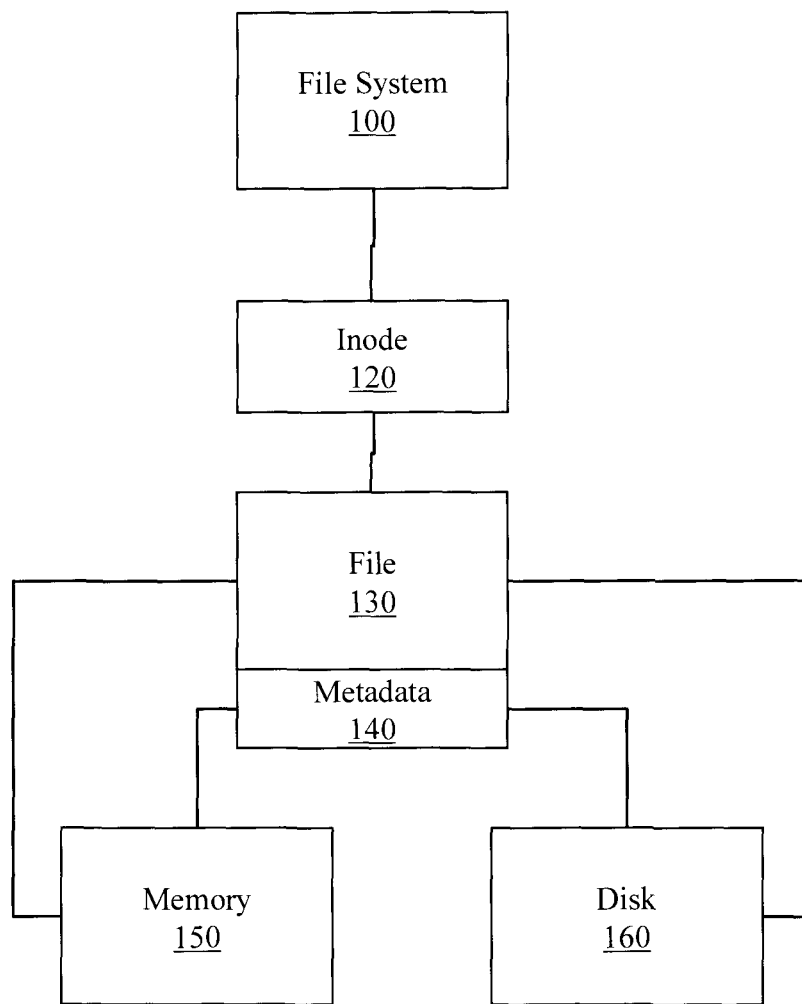 File System
100
Inode
120
File
130
Metadata
140
Memory
150
Disk
160